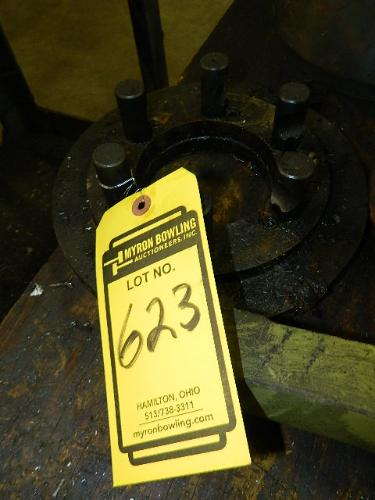 MYRON BOWLING
AUCTIONEERS, INC.
LOT NO.
623
HAMILTON, OHIO
513/738-3311
myronbowling.com